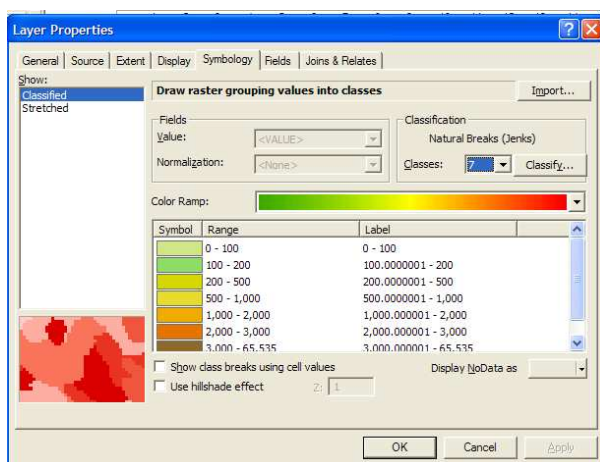 Layer Properties
General Source Extent Display Symbology Fields Joins & Relates
Show:
Classified
Stretched
Draw raster grouping values into classes
Import...
Fields
Value: <VALUE>
Normalization: <None>
Classification
Natural Breaks (Jenks)
Classes: 7 Classify...
Color Ramp:
Symbol Range Label
0 - 100 0 - 100
100 - 200 100.0000001 - 200
200 - 500 200.0000001 - 500
500 - 1,000 500.0000001 - 1,000
1,000 - 2,000 1,000.000001 - 2,000
2,000 - 3,000 2,000.000001 - 3,000
3,000 - 65,535 3,000.000001 - 65,535
Show class breaks using cell values
Display NoData as
Use hillshade effect Z: 1
OK Cancel Apply